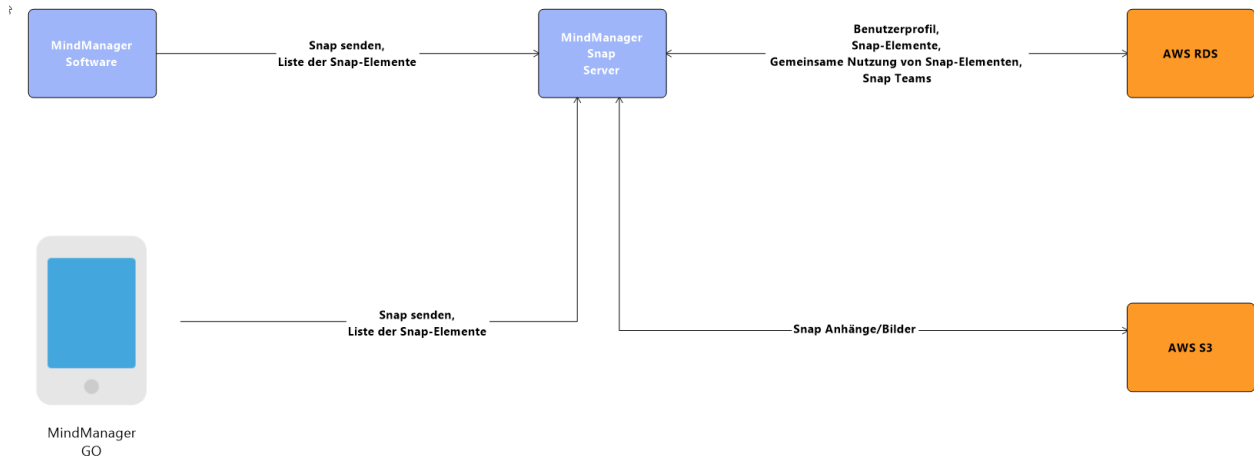 MindManager
Software
Snap senden,
Liste der Snap-Elemente
MindManager
Snap
Server
Benutzerprofil,
Snap-Elemente,
Gemeinsame Nutzung von Snap-Elementen,
Snap Teams
AWS RDS
Snap senden,
Liste der Snap-Elemente
Snap Anhänge/Bilder
AWS S3
MindManager
GO